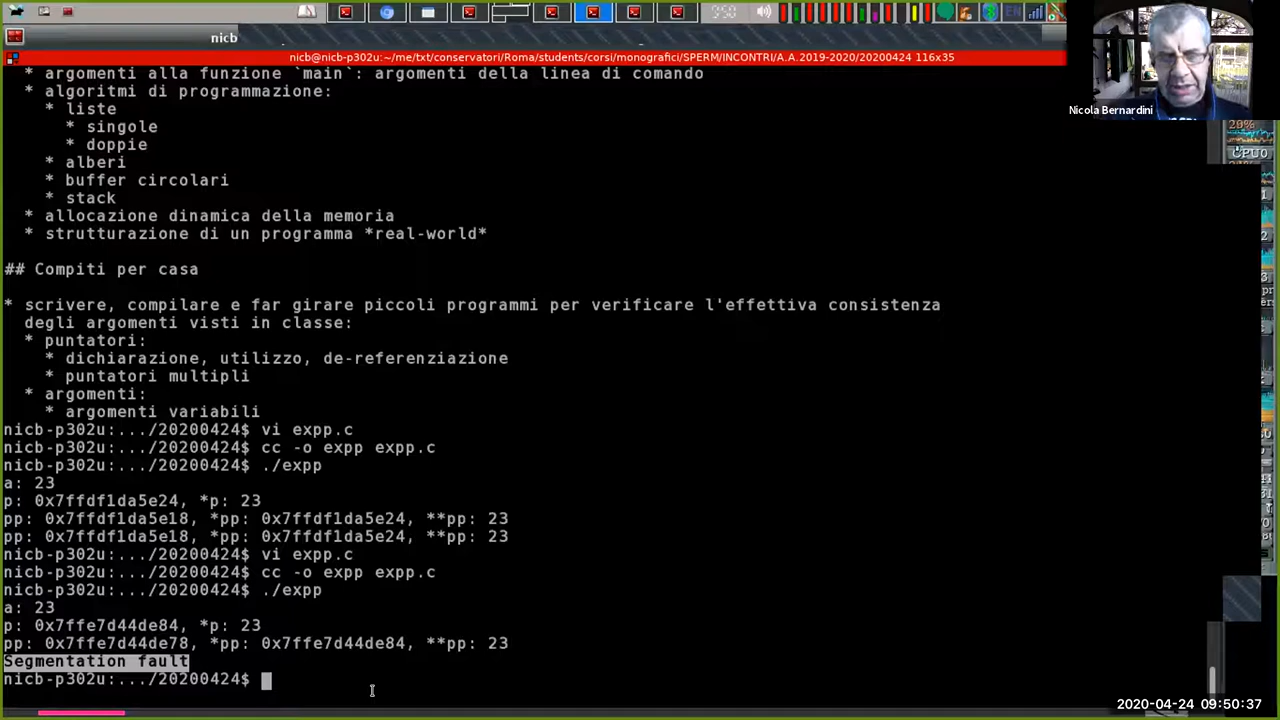 9:50
EN
nicb
nicb@nicb-p302u:~/me/txt/conservatori/Roma/students/corsi/monografici/SPERM/INCONTRI/A.A.2019-2020/20200424 116x35
* argomenti alla funzione `main`: argomenti della linea di comando
* algoritmi di programmazione:
* liste
* singole
* doppie
* alberi
* buffer circolari
* stack
* allocazione dinamica della memoria
* strutturazione di un programma *real-world*
## Compiti per casa
* scrivere, compilare e far girare piccoli programmi per verificare l'effettiva consistenza
degli argomenti visti in classe:
* puntatori:
* dichiarazione, utilizzo, de-referenziazione
* puntatori multipli
* argomenti:
* argomenti variabili
nicb-p302u:.../20200424$ vi expp.c
nicb-p302u:.../20200424$ cc -o expp expp.c
nicb-p302u:.../20200424$ ./expp
a: 23
p: 0x7ffdf1da5e24, *p: 23
pp: 0x7ffdf1da5e18, *pp: 0x7ffdf1da5e24, **pp: 23
pp: 0x7ffdf1da5e18, *pp: 0x7ffdf1da5e24, **pp: 23
nicb-p302u:.../20200424$ vi expp.c
nicb-p302u:.../20200424$ cc -o expp expp.c
nicb-p302u:.../20200424$ ./expp
a: 23
p: 0x7ffe7d44de84, *p: 23
pp: 0x7ffe7d44de78, *pp: 0x7ffe7d44de84, **pp: 23
Segmentation fault
nicb-p302u:.../20200424$
Nicola Bernardini
20%
CPU0
2020-04-24 09:50:37